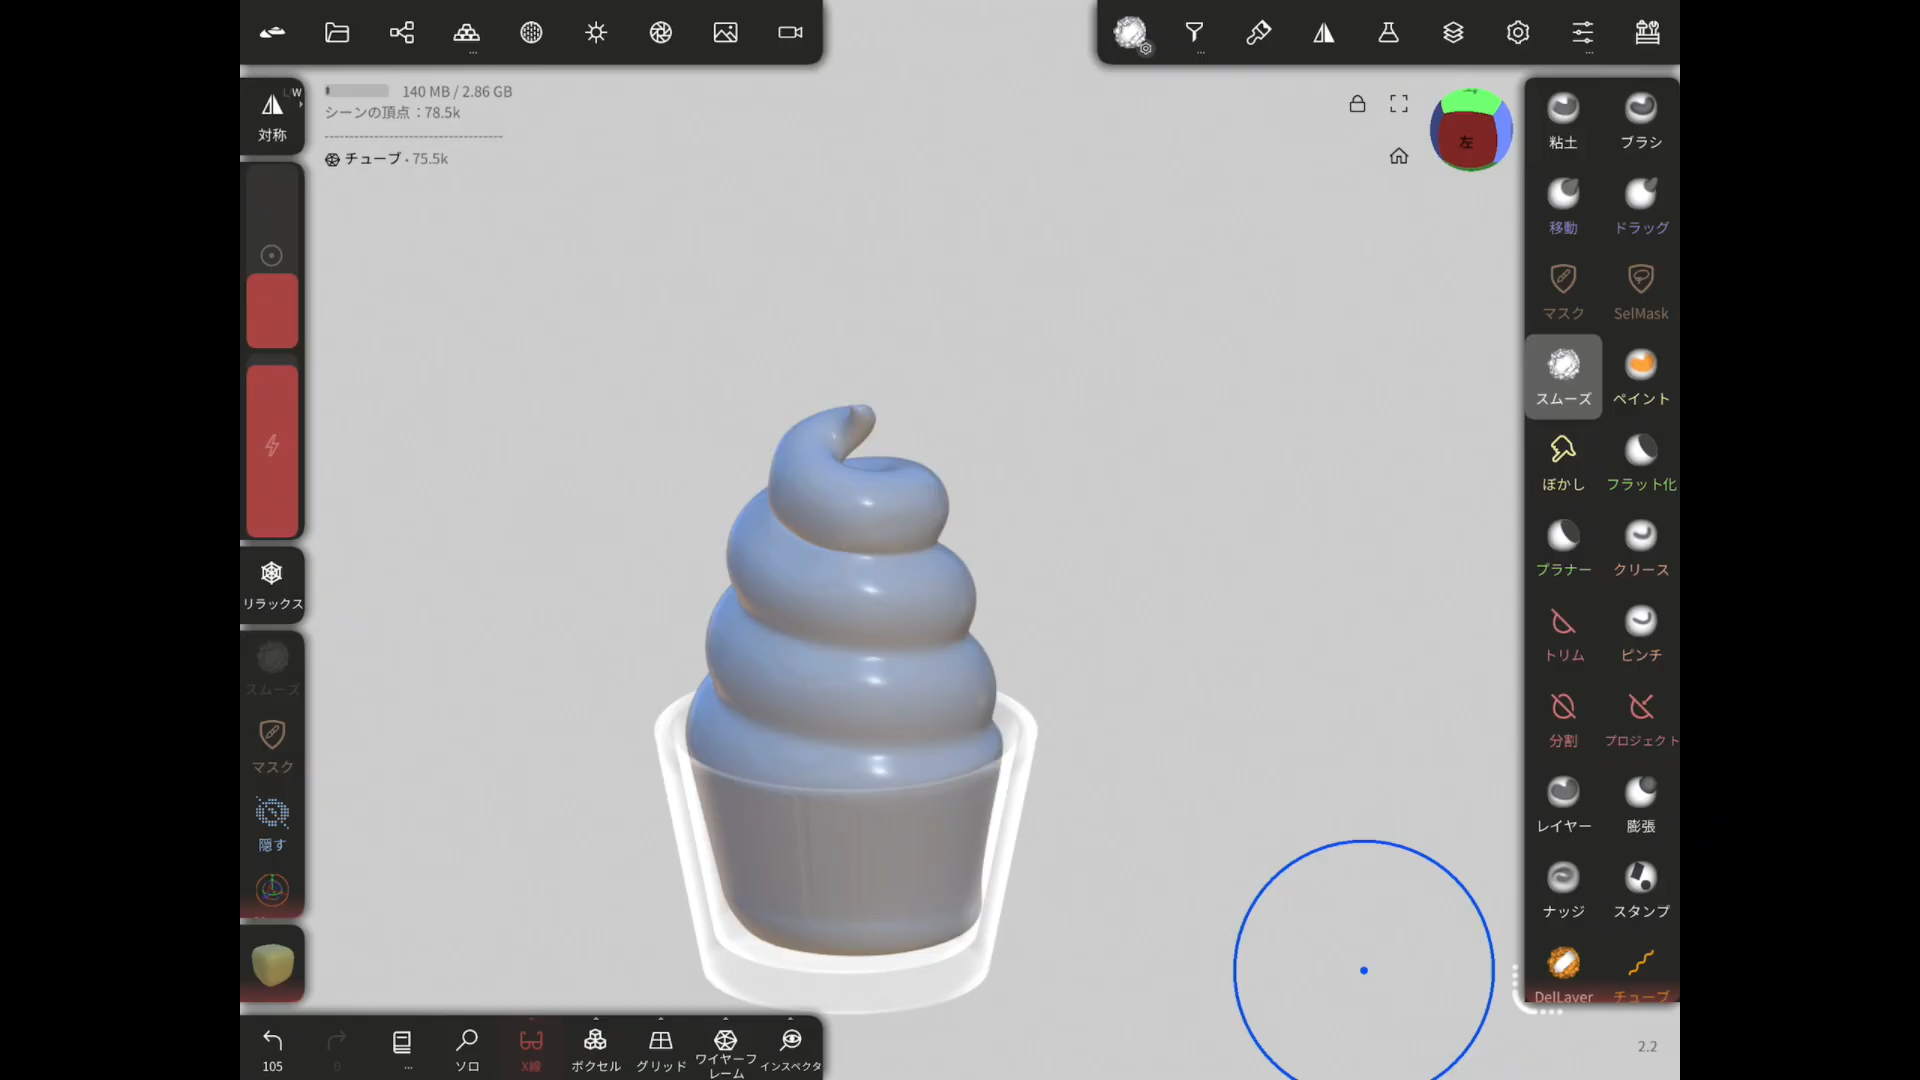 140 MB / 2.86 GB
シーンの頂点 : 78.5k
チューブ • 75.5k
L/W
対称
リラックス
スムーズ
マスク
隠す
左
粘土
ブラシ
移動
ドラッグ
マスク
SelMask
スムーズ
ペイント
ぼかし
フラット化
プラナー
クリース
トリム
ピンチ
分割
プロジェクト
レイヤー
膨張
ナッジ
スタンプ
DelLayer
チューブ
105
0
...
ソロ
X線
ボクセル
グリッド
ワイヤーフ
レーム
インスペクタ
2.2